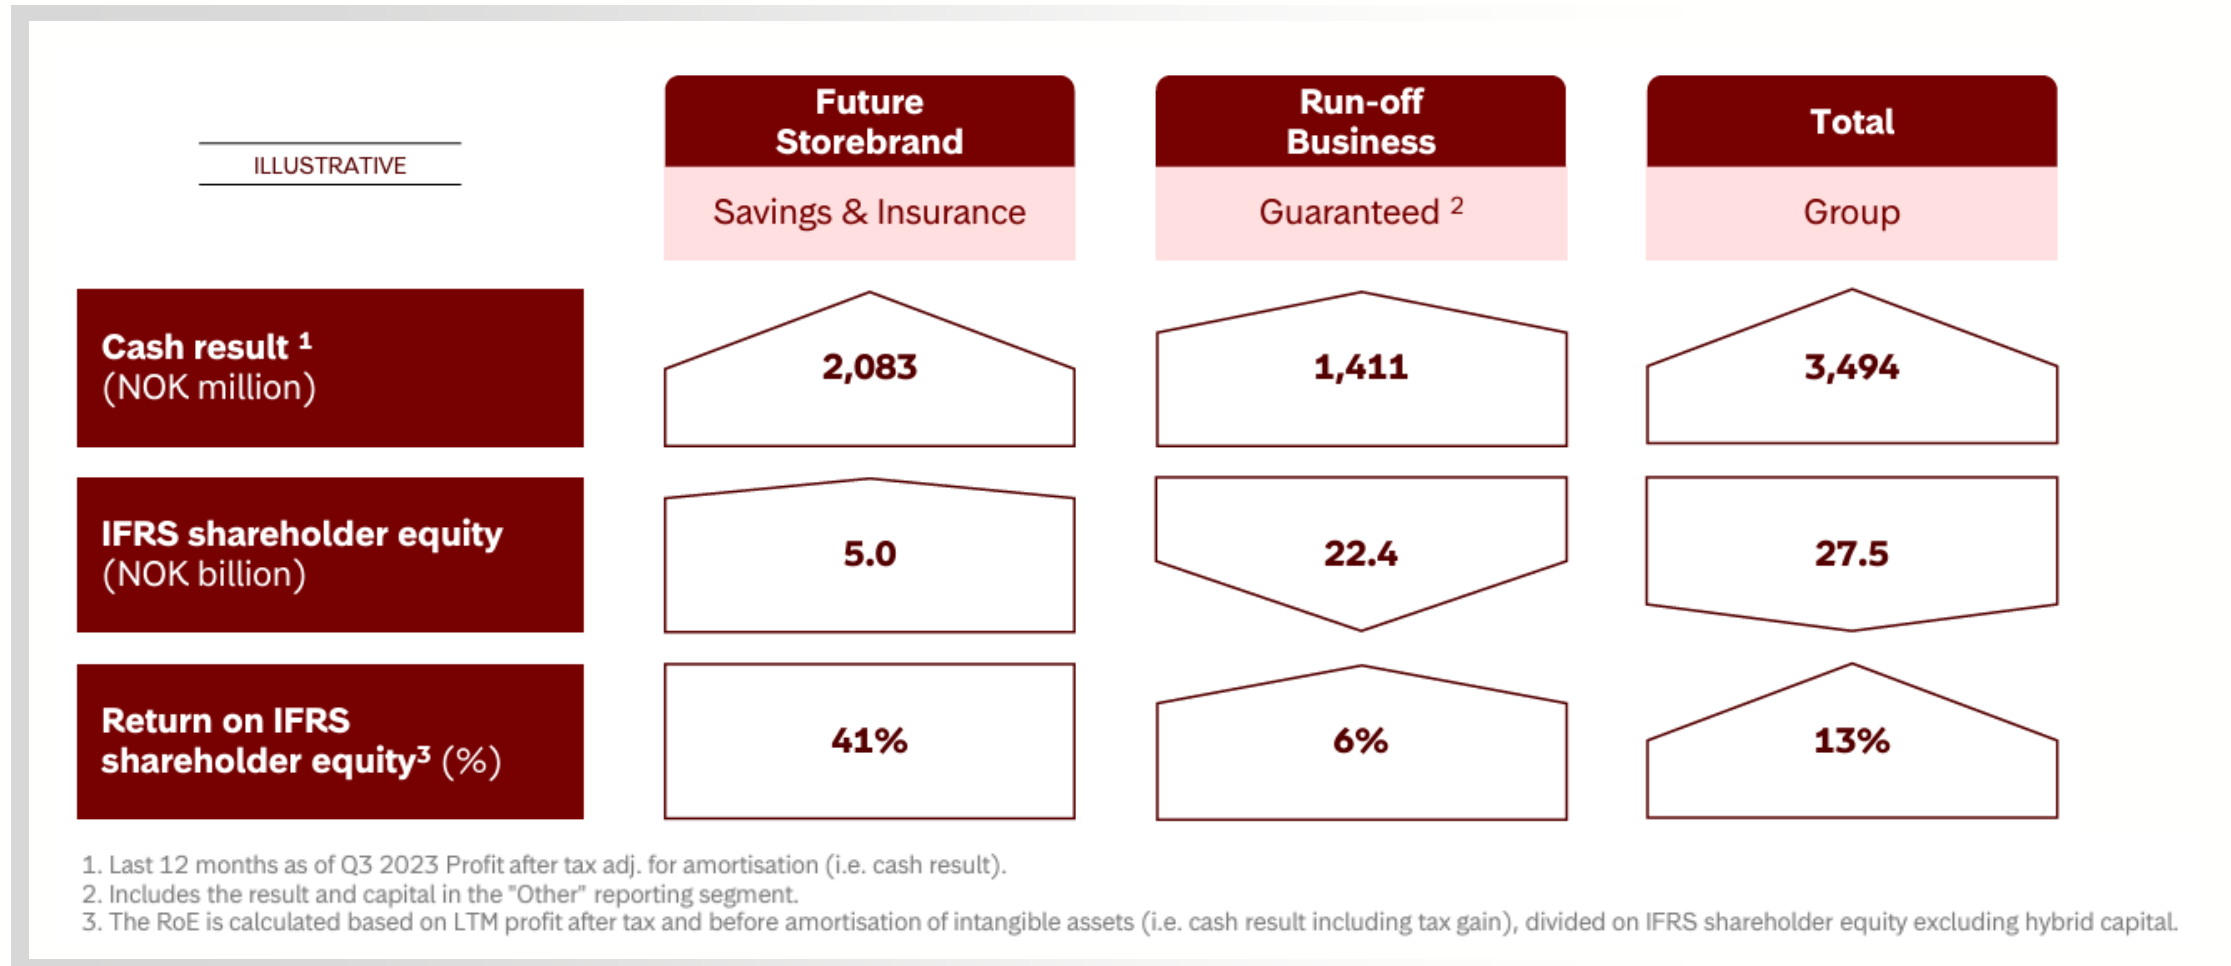 ILLUSTRATIVE
Future
Storebrand
Run-off
Business
Total
Savings & Insurance
Guaranteed 2
Group
Cash result 1
(NOK million)
2,083
1,411
3,494
IFRS shareholder equity
(NOK billion)
5.0
22.4
27.5
Return on IFRS
shareholder equity3 (%)
41%
6%
13%
1. Last 12 months as of Q3 2023 Profit after tax adj. for amortisation (i.e. cash result).
2. Includes the result and capital in the "Other" reporting segment.
3. The RoE is calculated based on LTM profit after tax and before amortisation of intangible assets (i.e. cash result including tax gain), divided on IFRS shareholder equity excluding hybrid capital.